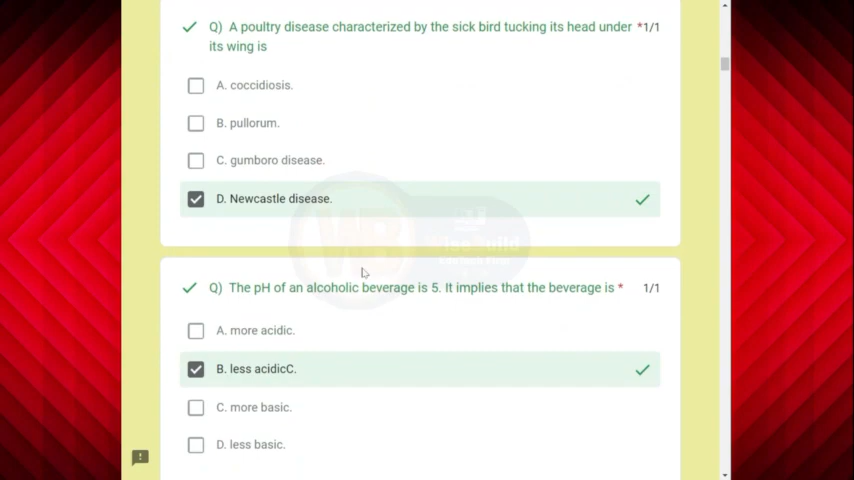 Q) A poultry disease characterized by the sick bird tucking its head under *1/1
its wing is
A. coccidiosis.
B. pullorum.
C. gumboro disease.
D. Newcastle disease.
Q) The pH of an alcoholic beverage is 5. It implies that the beverage is * 1/1
A. more acidic.
B. less acidicC.
C. more basic.
D. less basic.